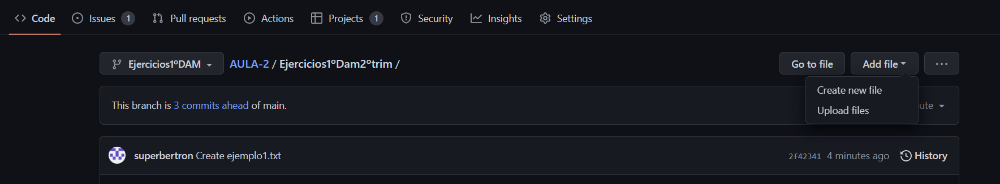 Code Issues 1 Pull requests Actions Projects 1 Security Insights Settings
Ejercicios1ºDAM AULA-2 / Ejercicios1ºDam2ºtrim / Go to file Add file ...
Create new file
This branch is 3 commits ahead of main.
Upload files
superbertron Create ejemplo1.txt 2f42341 4 minutes ago History